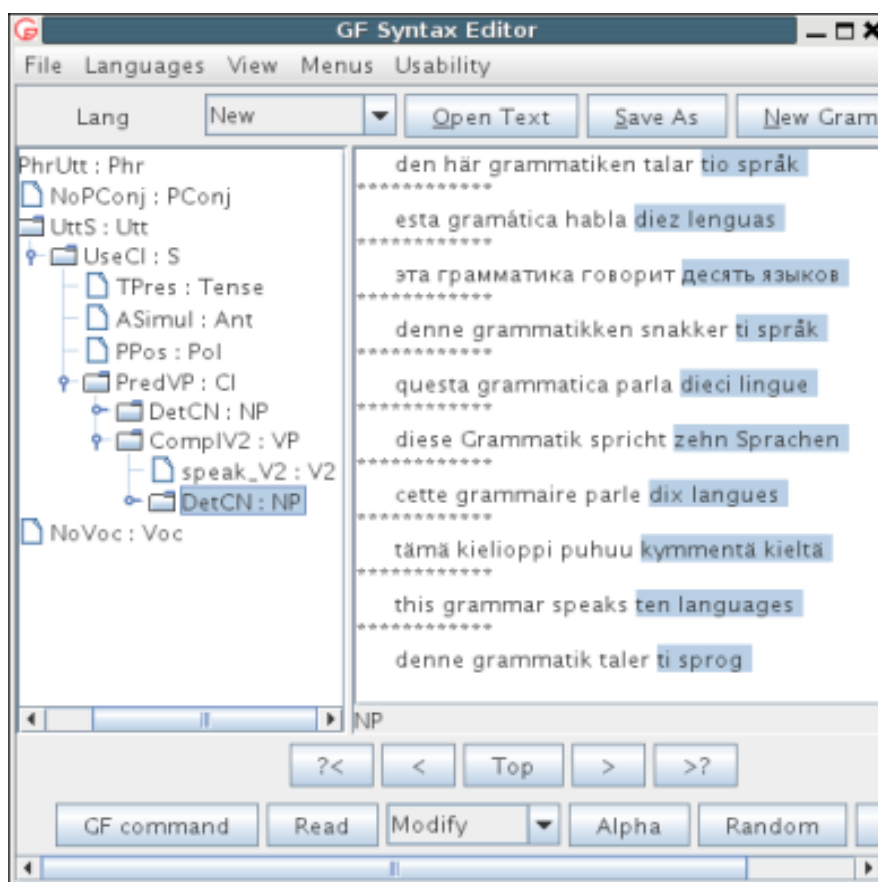 GF Syntax Editor
File Languages View Menus Usability
Lang New Open Text Save As New Gram
PhrUtt : Phr
NoPConj : PConj
UttS : Utt
UseCl : S
TPres : Tense
ASimul : Ant
PPos : Pol
PredVP : Cl
DetCN : NP
ComplV2 : VP
speak_V2 : V2
DetCN : NP
NoVoc : Voc
den här grammatiken talar tio språk
************
esta gramática habla diez lenguas
************
эта грамматика говорит десять языков
************
denne grammatikken snakker ti språk
************
questa grammatica parla dieci lingue
************
diese Grammatik spricht zehn Sprachen
************
cette grammaire parle dix langues
************
tämä kielioppi puhuu kymmentä kieltä
************
this grammar speaks ten languages
************
denne grammatik taler ti sprog
NP
?< < Top > >?
GF command Read Modify Alpha Random